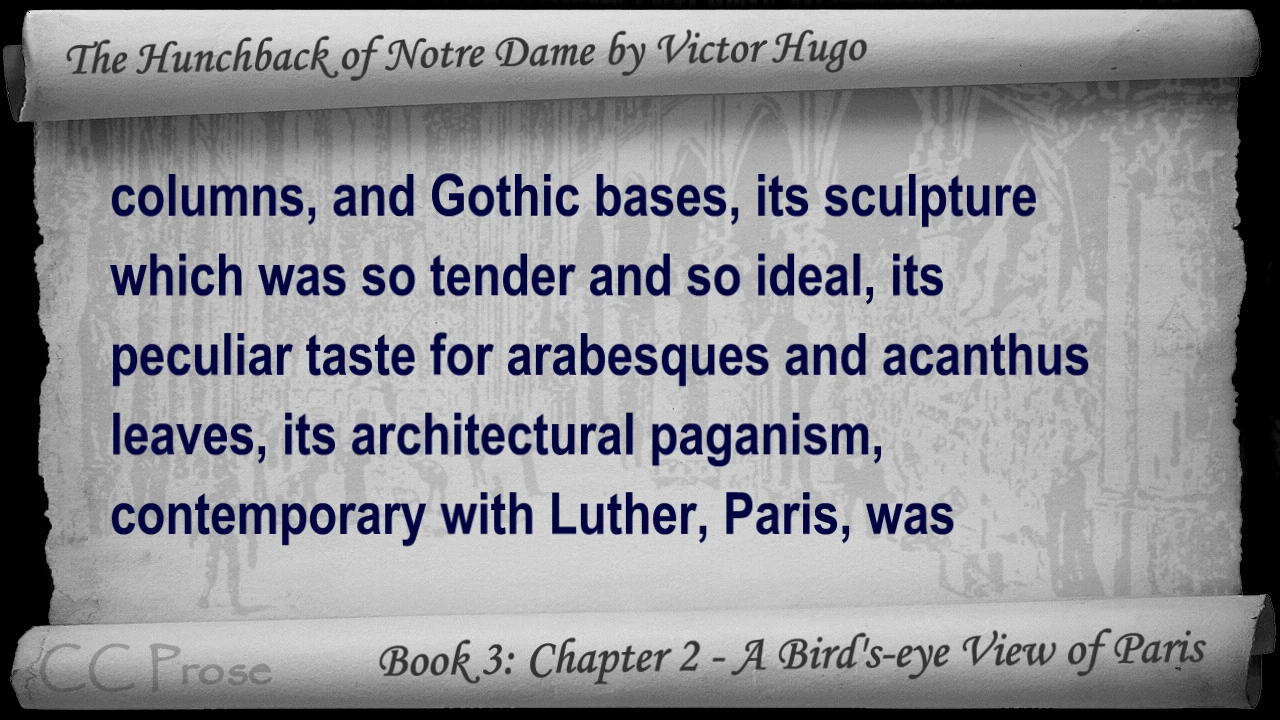 The Hunchback of Notre Dame by Victor Hugo
columns, and Gothic bases, its sculpture
which was so tender and so ideal, its
peculiar taste for arabesques and acanthus
leaves, its architectural paganism,
contemporary with Luther, Paris, was
CC Prose
Book 3: Chapter 2 - A Bird's-eye View of Paris